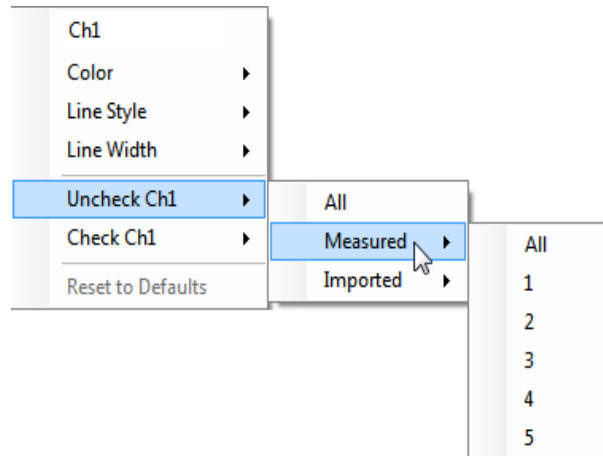 Ch1
Color
Line Style
Line Width
Uncheck Ch1
Check Ch1
Reset to Defaults
All
Measured
Imported
All
1
2
3
4
5